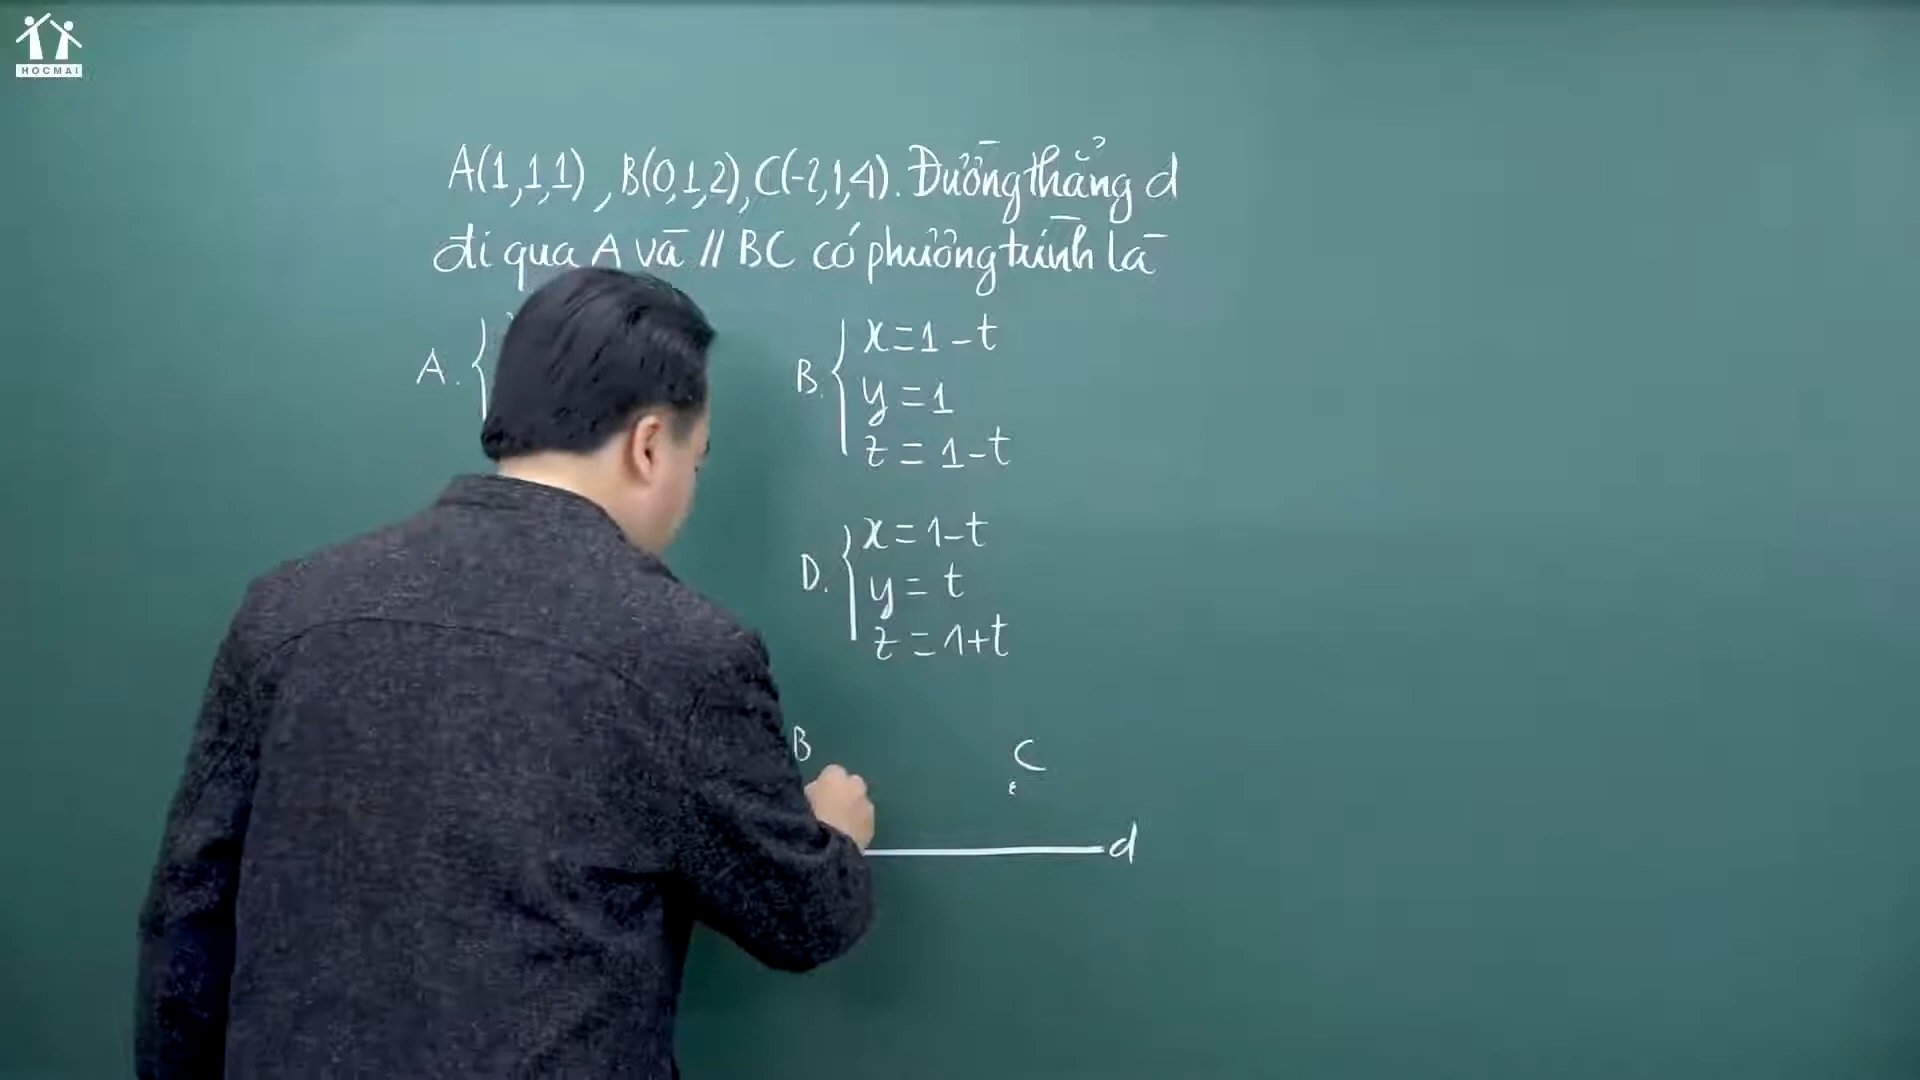 HOCMAI
A(1,1,1), B(0,1,2), C(-2,1,4). Đường thẳng d
đi qua A và // BC có phương trình là
A. {
B. { x=1-t
y=1
z=1-t
D. { x=1-t
y=t
z=1+t
B
C
d